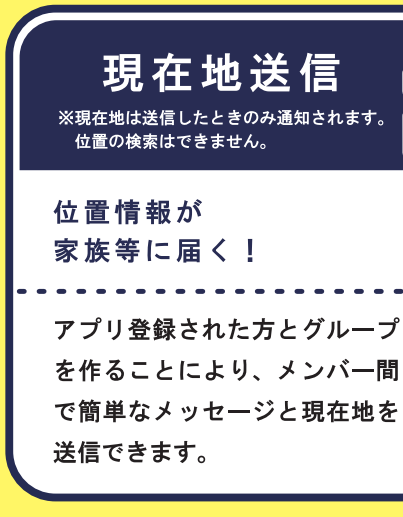 現在地送信
※現在地は送信したときのみ通知されます。
位置の検索はできません。
位置情報が
家族等に届く！
アプリ登録された方とグループ
を作ることにより、メンバー間
で簡単なメッセージと現在地を
送信できます。